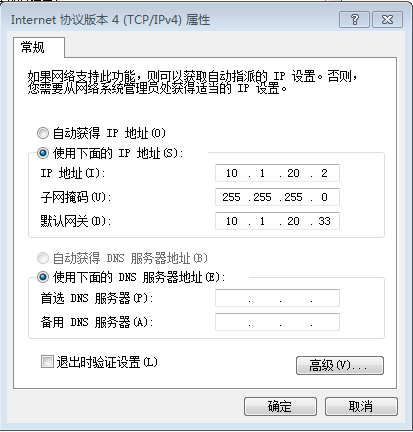 Internet 协议版本 4 (TCP/IPv4) 属性
常规
如果网络支持此功能，则可以获取自动指派的 IP 设置。否则，
您需要从网络系统管理员处获得适当的 IP 设置。
自动获得 IP 地址(O)
使用下面的 IP 地址(S):
IP 地址(I): 10 . 1 . 20 . 2
子网掩码(U): 255 .255 .255 . 0
默认网关(D): 10 . 1 . 20 . 33
自动获得 DNS 服务器地址(B)
使用下面的 DNS 服务器地址(E):
首选 DNS 服务器(P): . . .
备用 DNS 服务器(A): . . .
退出时验证设置(L)
高级(V)...
确定 取消